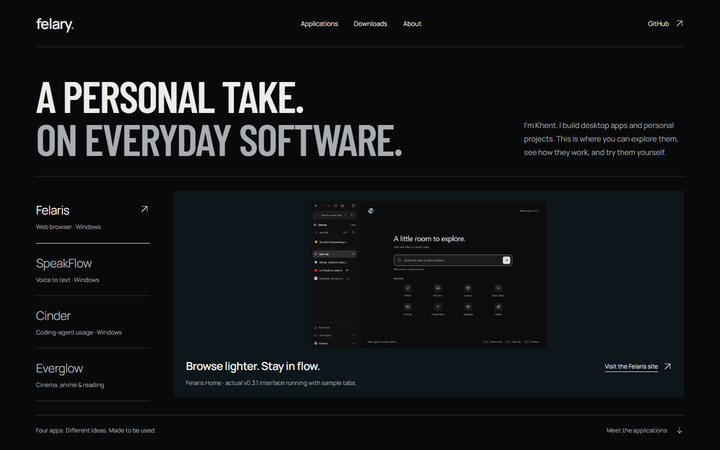 felary.
Applications Downloads About
GitHub
A PERSONAL TAKE.
ON EVERYDAY SOFTWARE.
I'm Khent. I build desktop apps and personal
projects. This is where you can explore them,
see how they work, and try them yourself.
Felaris
Web browser · Windows
SpeakFlow
Voice to text · Windows
Cinder
Coding-agent usage · Windows
Everglow
Cinema, anime & reading
A little room to explore.
Browse lighter. Stay in flow.
Felaris Home · actual v0.3.1 interface running with sample tabs.
Visit the Felaris site
Four apps. Different ideas. Made to be used.
Meet the applications